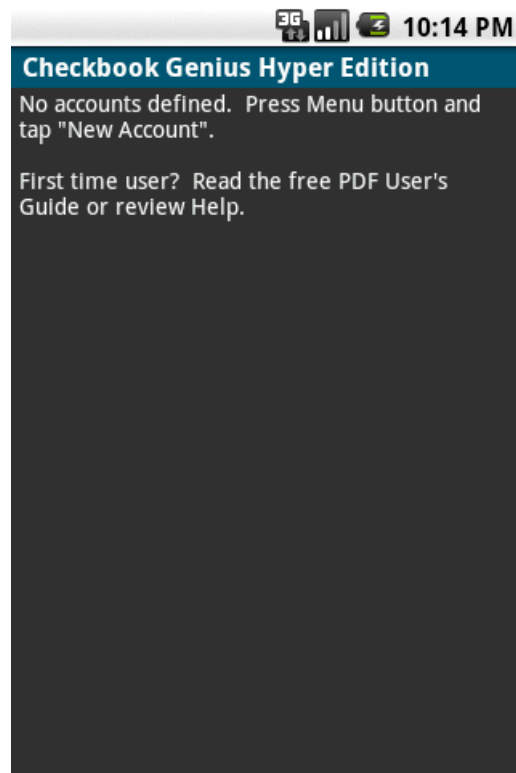 3G 10:14 PM
Checkbook Genius Hyper Edition
No accounts defined.  Press Menu button and
tap "New Account".
First time user?  Read the free PDF User's
Guide or review Help.